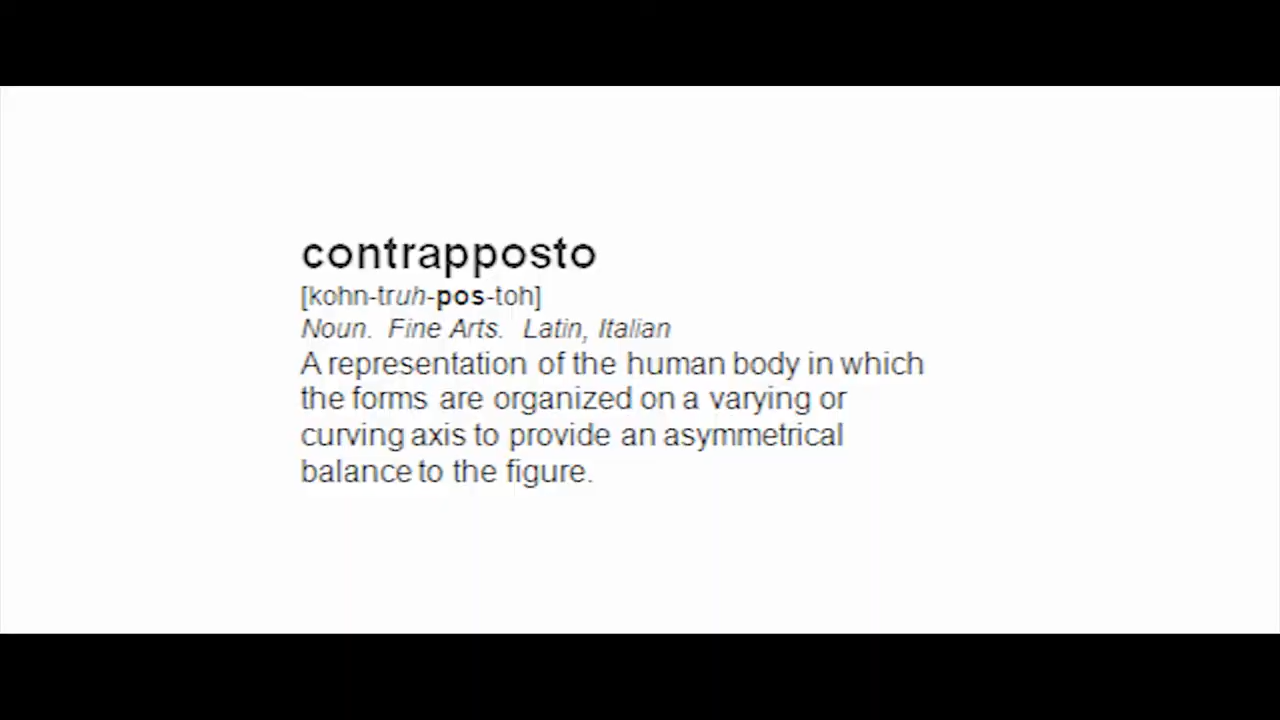 contrapposto
[kohn-truh-pos-toh]
Noun. Fine Arts. Latin, Italian
A representation of the human body in which
the forms are organized on a varying or
curving axis to provide an asymmetrical
balance to the figure.